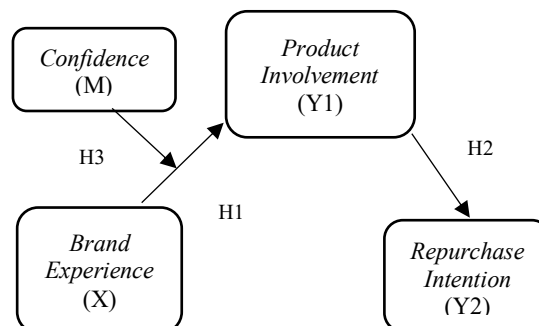 Product
Involvement
(Y1)
Confidence
(M)
H3
H2
H1
Brand
Experience
(X)
Repurchase
Intention
(Y2)